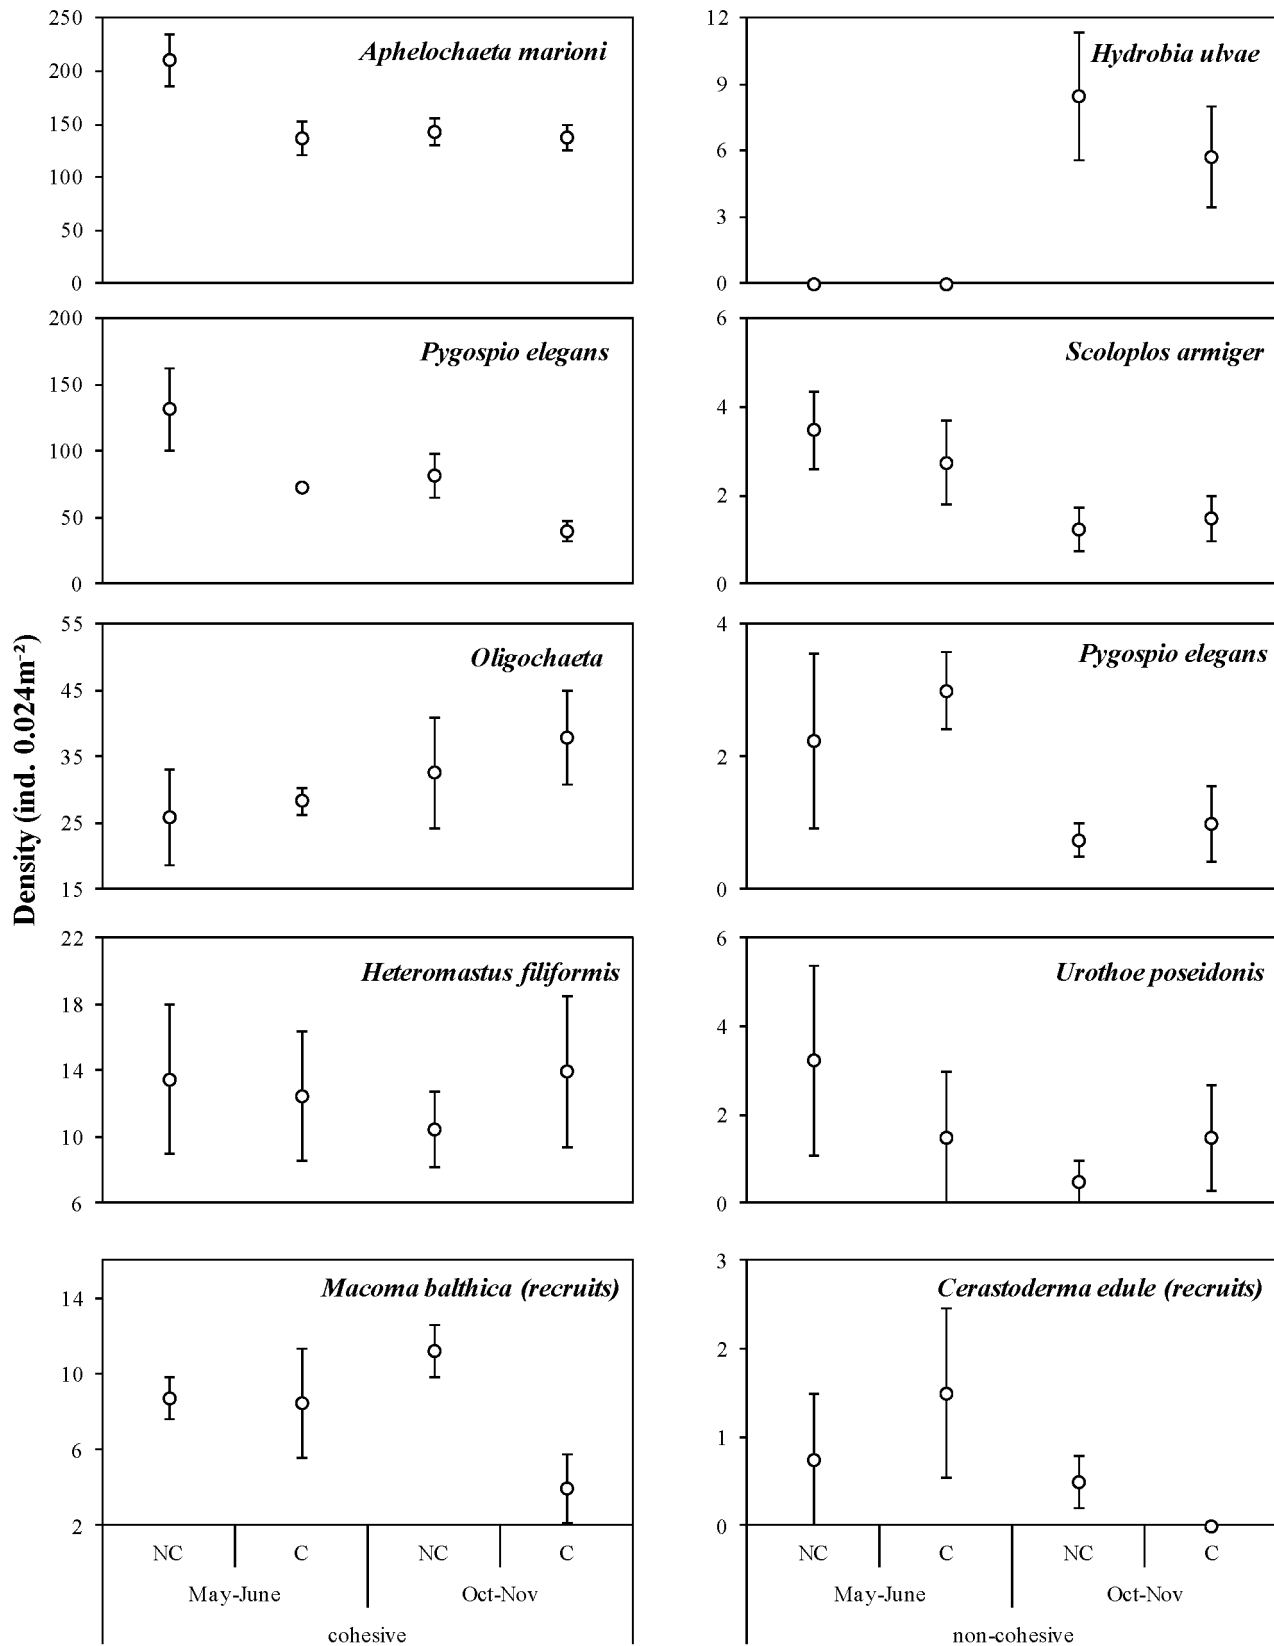 Density (ind. 0.024m⁻²)
Aphelochaeta marioni
250
200
150
100
50
0
Hydrobia ulvae
12
9
6
3
0
Pygospio elegans
200
150
100
50
0
Scoloplos armiger
6
4
2
0
Oligochaeta
55
45
35
25
15
Pygospio elegans
4
2
0
Heteromastus filiformis
22
18
14
10
6
Urothoe poseidonis
6
4
2
0
Macoma balthica (recruits)
14
10
6
2
Cerastoderma edule (recruits)
3
2
1
0
NC C NC C
May-June Oct-Nov
cohesive
NC C NC C
May-June Oct-Nov
non-cohesive